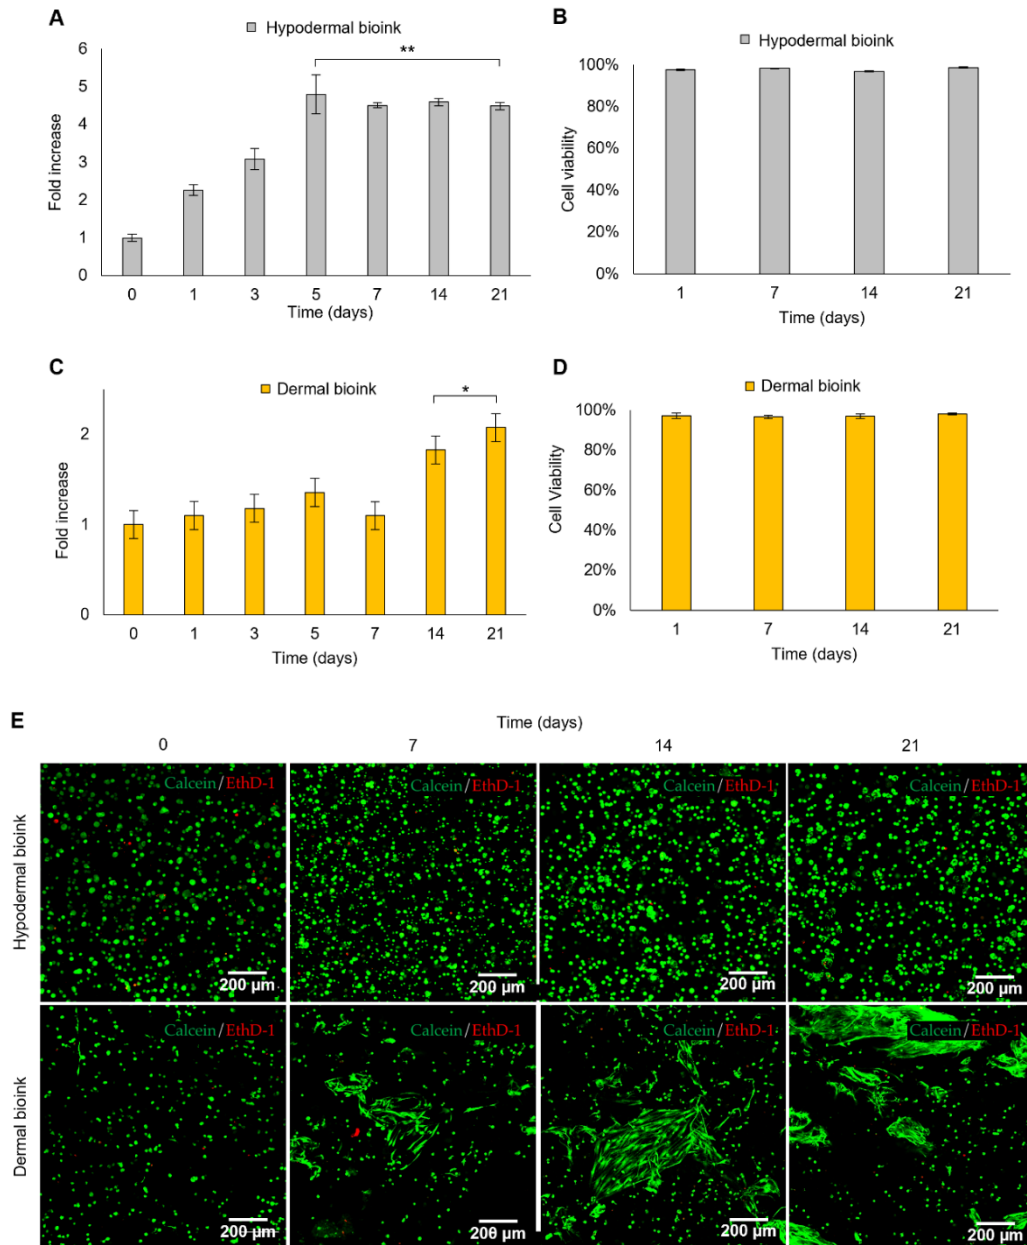 A
Hypodermal bioink
**
6
5
4
3
2
1
0
Fold increase
0 1 3 5 7 14 21
Time (days)
B
Hypodermal bioink
100%
80%
60%
40%
20%
0%
Cell viability
1 7 14 21
Time (days)
C
Dermal bioink
*
2
1
0
Fold increase
0 1 3 5 7 14 21
Time (days)
D
Dermal bioink
100%
80%
60%
40%
20%
0%
Cell Viability
1 7 14 21
Time (days)
E
Time (days)
0 7 14 21
Hypodermal bioink
Calcein/EthD-1 Calcein/EthD-1 Calcein/EthD-1 Calcein/EthD-1
200 µm 200 µm 200 µm 200 µm
Dermal bioink
Calcein/EthD-1 Calcein/EthD-1 Calcein/EthD-1 Calcein/EthD-1
200 µm 200 µm 200 µm 200 µm